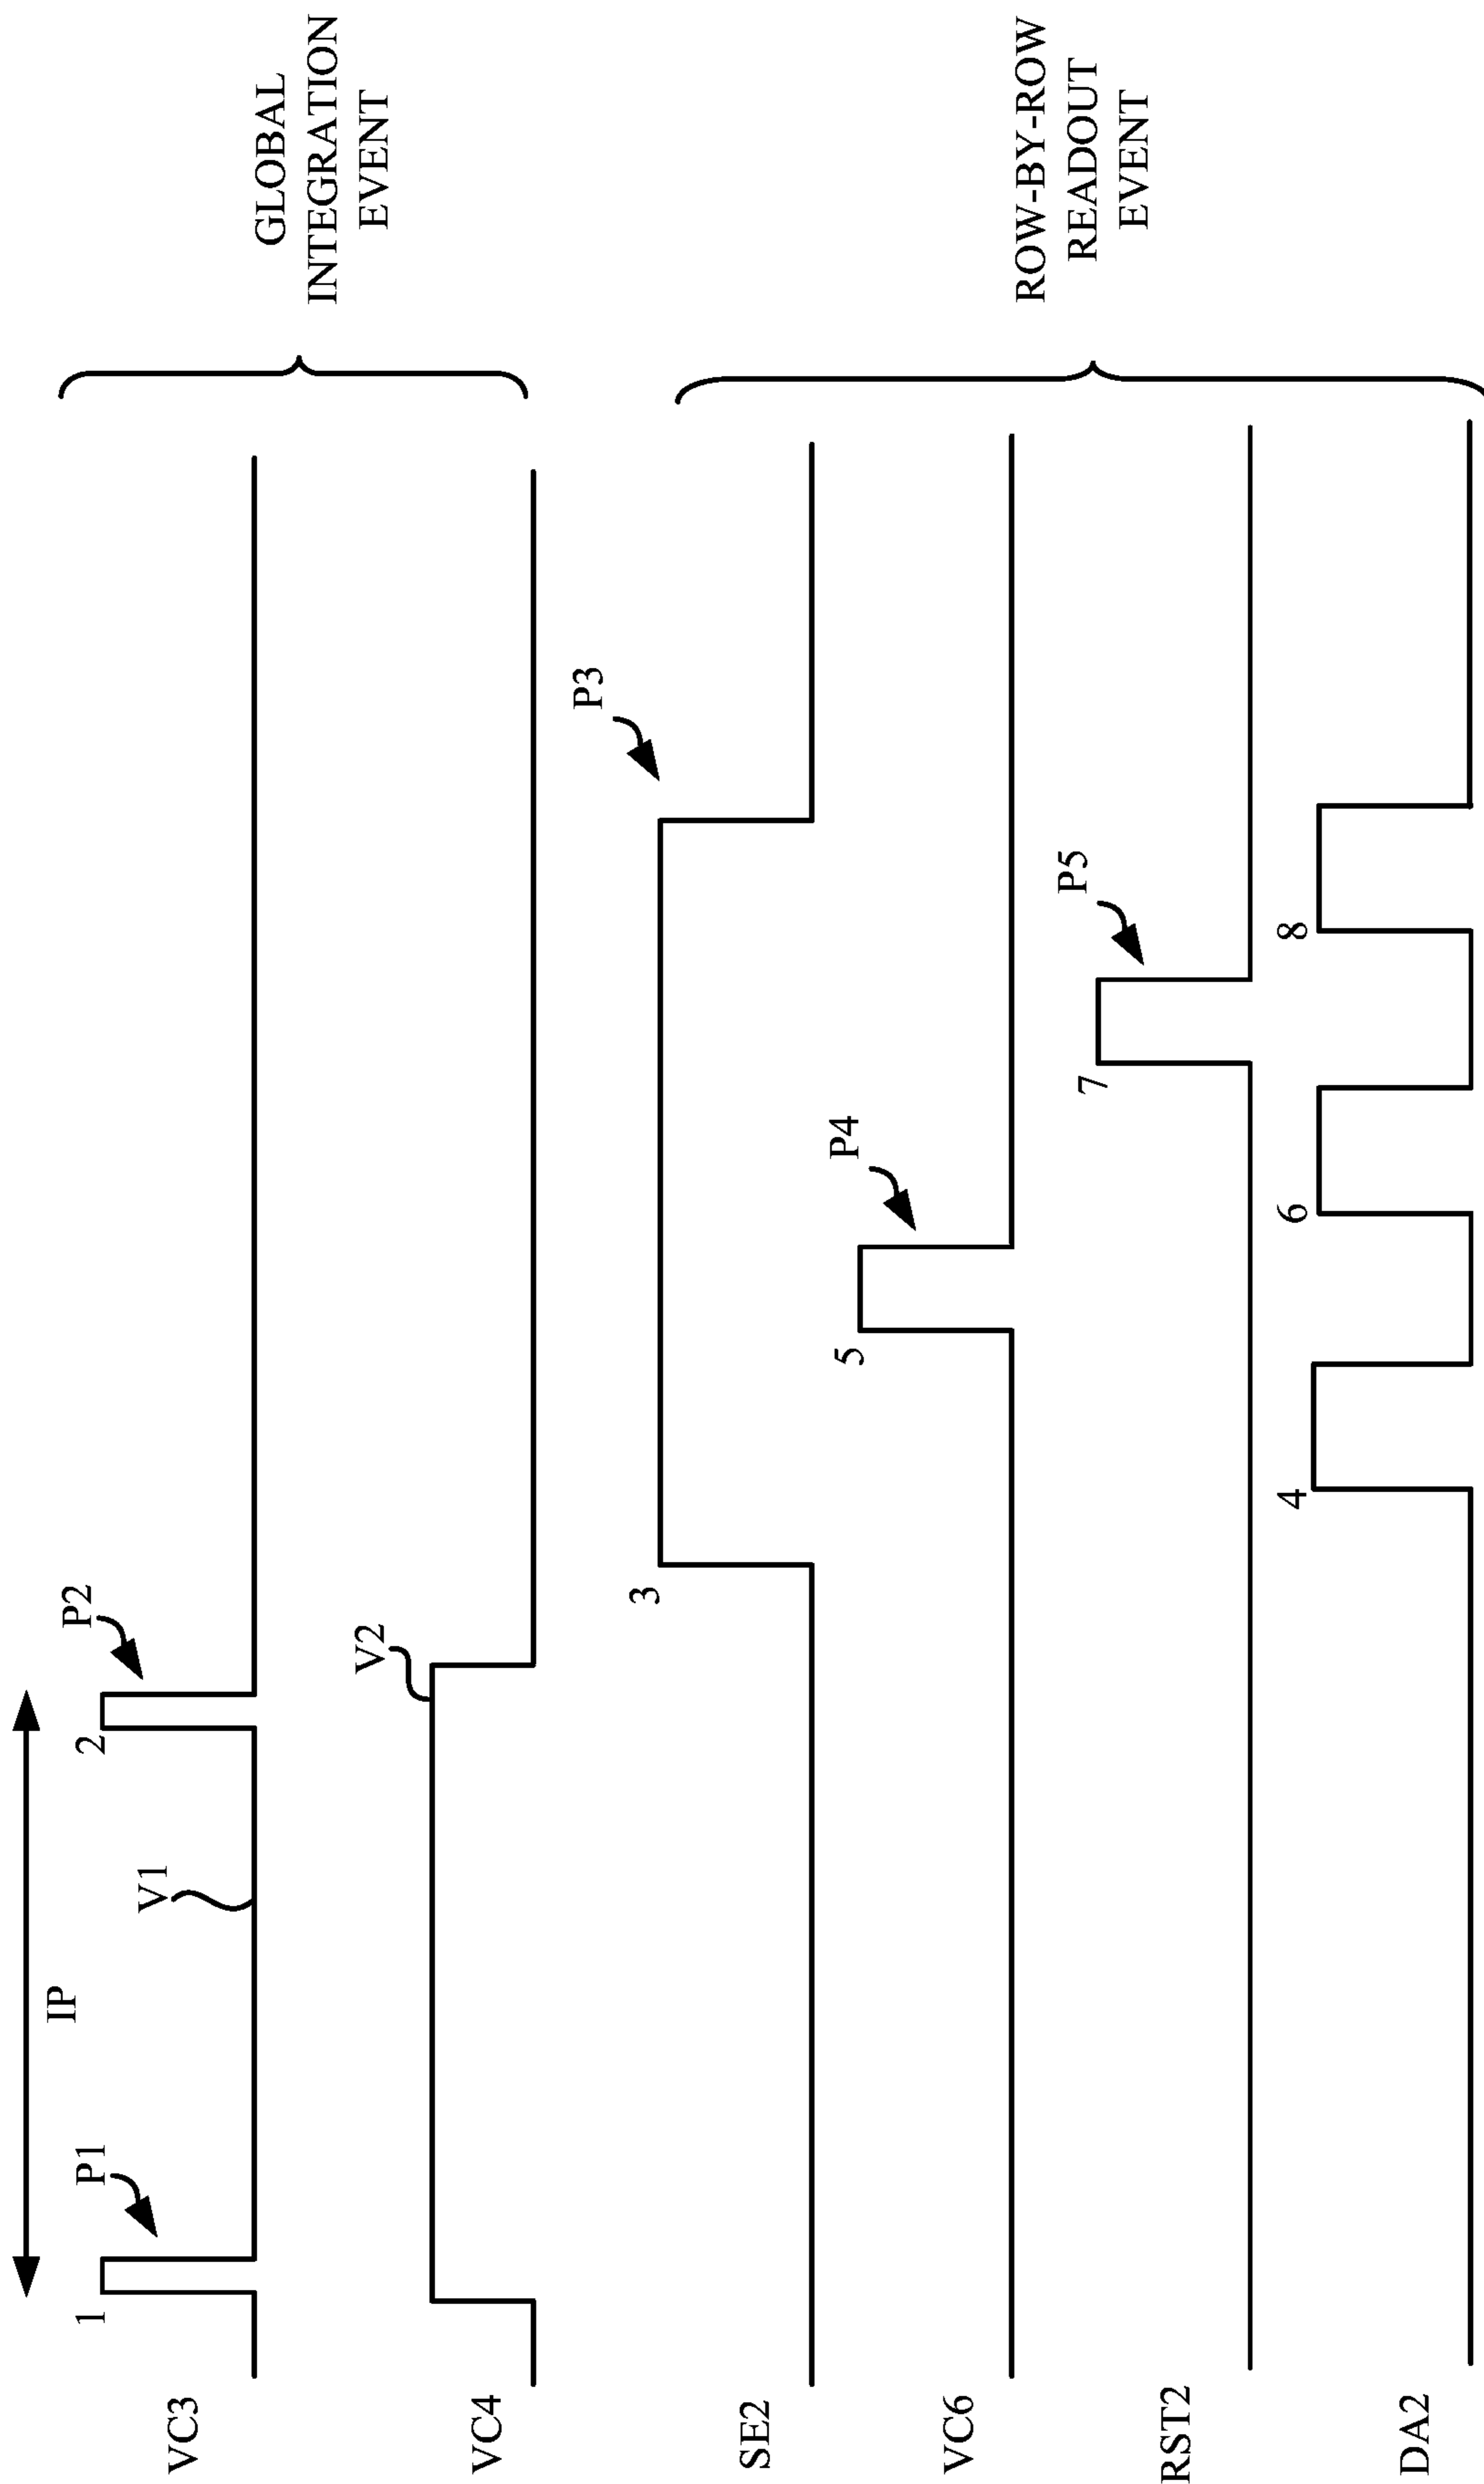 IP
P1
P2
1
2
VC3
V1
GLOBAL
INTEGRATION
EVENT
VC4
V2
P3
3
SE2
P4
5
VC6
ROW-BY-ROW
READOUT
EVENT
P5
7
RST2
4
6
8
DA2